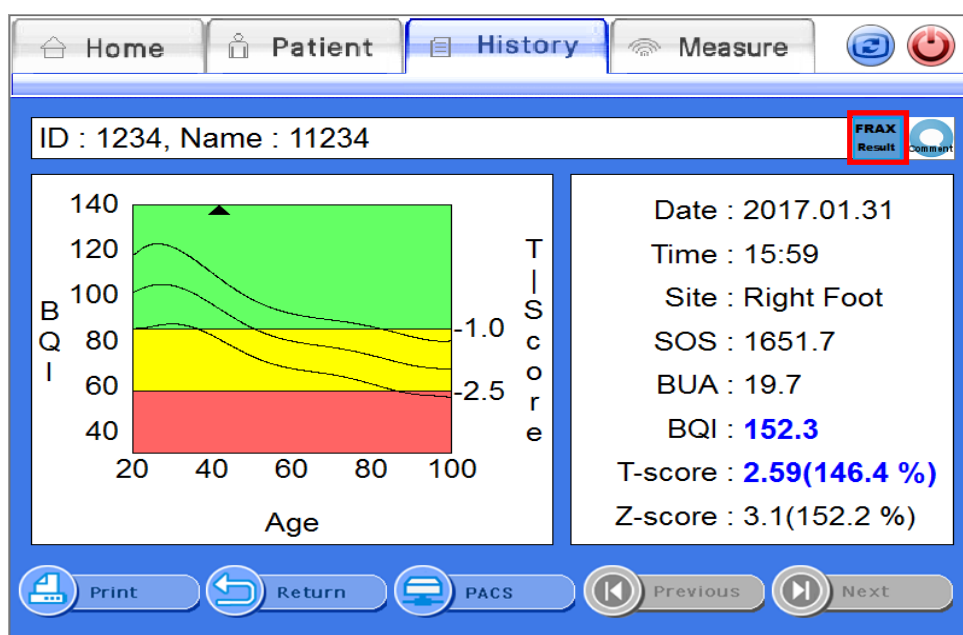 Home Patient History Measure
ID : 1234, Name : 11234
FRAX
Result
Comment
140
120
100
80
60
40
BQI
20 40 60 80 100
Age
-1.0
-2.5
T-Score
Date : 2017.01.31
Time : 15:59
Site : Right Foot
SOS : 1651.7
BUA : 19.7
BQI : 152.3
T-score : 2.59(146.4 %)
Z-score : 3.1(152.2 %)
Print Return PACS Previous Next